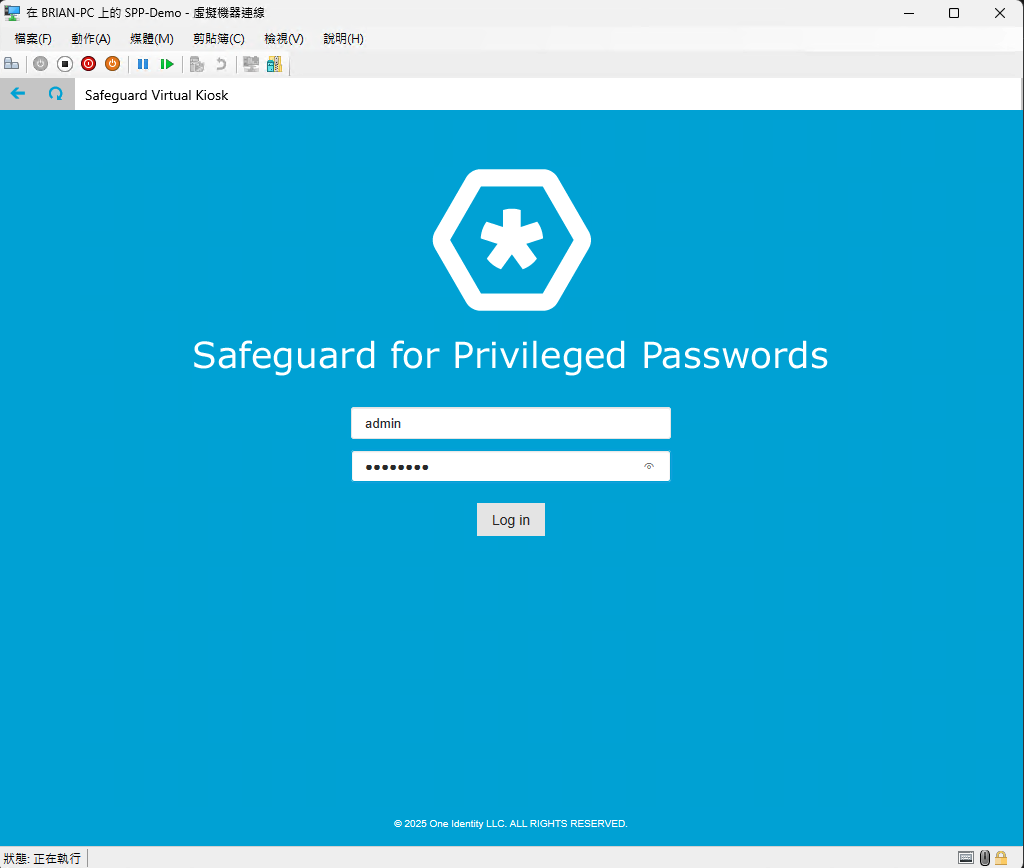 在 BRIAN-PC 上的 SPP-Demo - 虛擬機器連線
檔案(F) 動作(A) 媒體(M) 剪貼簿(C) 檢視(V) 說明(H)
Safeguard Virtual Kiosk
Safeguard for Privileged Passwords
admin
••••••••
Log in
© 2025 One Identity LLC. ALL RIGHTS RESERVED.
狀態: 正在執行